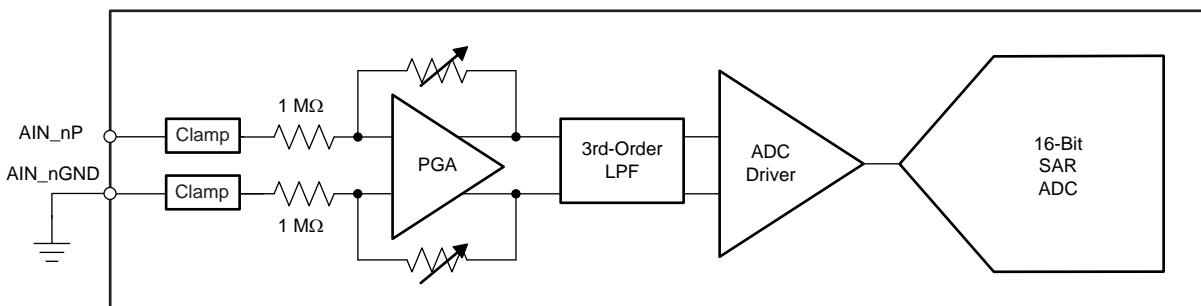 1 MΩ
AIN_nP
Clamp
AIN_nGND
Clamp
1 MΩ
PGA
3rd-Order
LPF
ADC
Driver
16-Bit
SAR
ADC